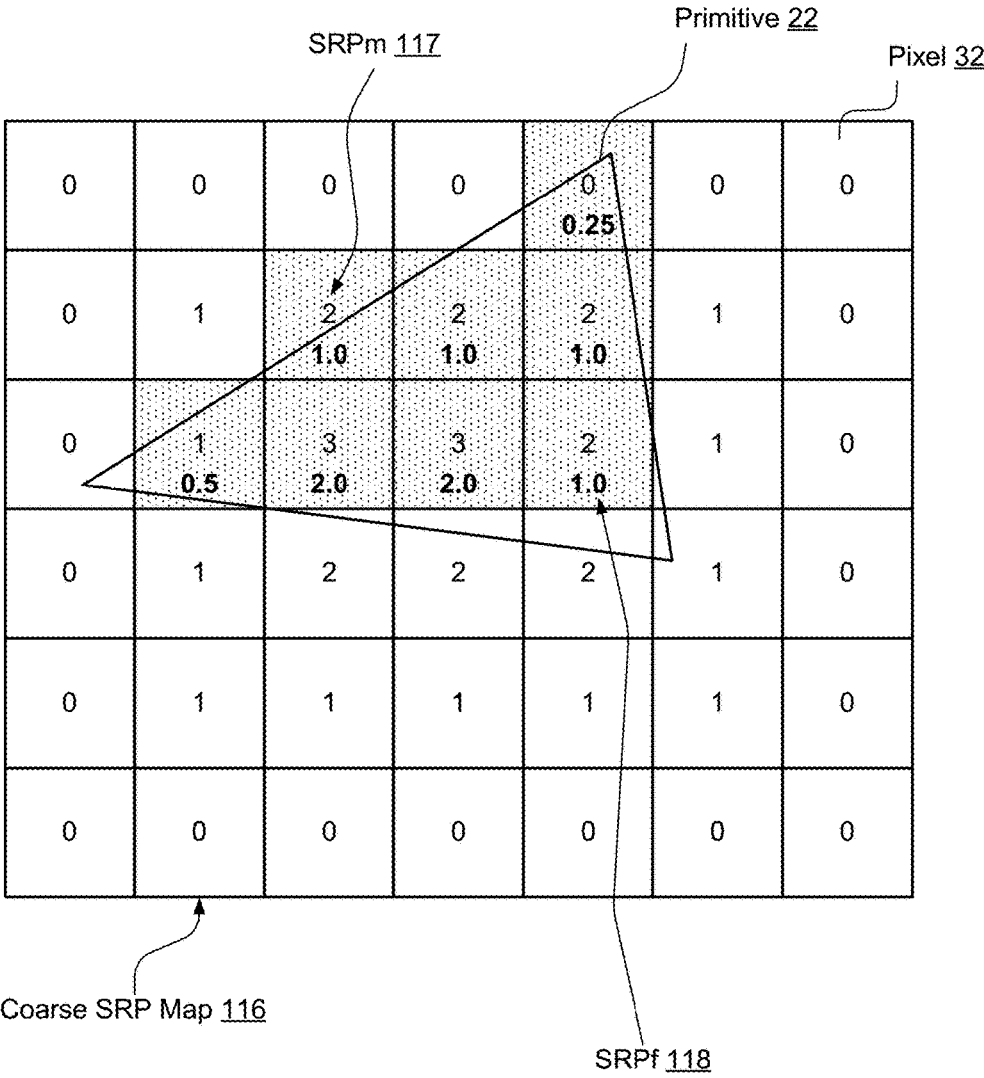 Primitive 22
SRPm 117
Pixel 32
0 0 0 0 0 0 0
0.25
0 1 2 2 2 1 0
1.0 1.0 1.0
0 1 3 3 2 1 0
0.5 2.0 2.0 1.0
0 1 2 2 2 1 0
0 1 1 1 1 1 0
0 0 0 0 0 0 0
Coarse SRP Map 116
SRPf 118